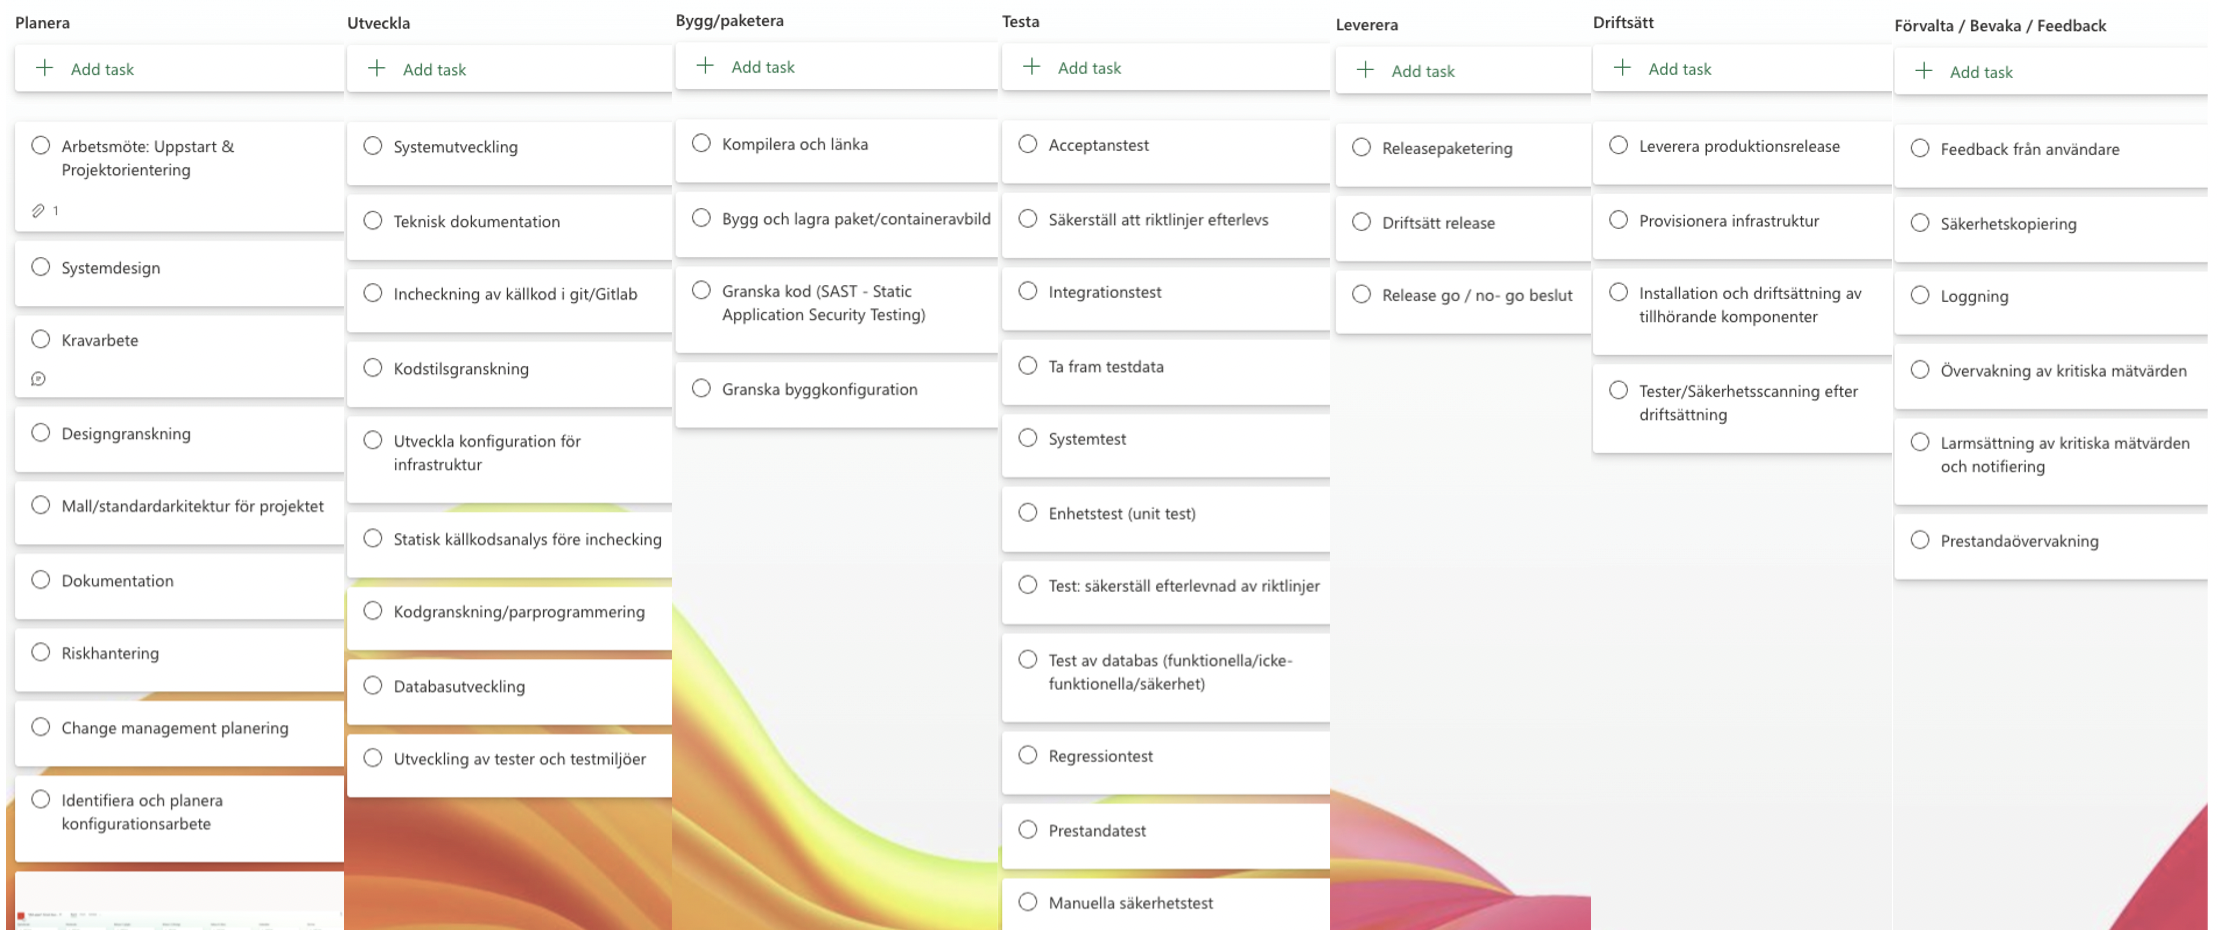 Planera
Add task
Arbetsmöte: Uppstart &
Projektorientering
1
Systemdesign
Kravarbete
Designgranskning
Mall/standardarkitektur för projektet
Dokumentation
Riskhantering
Change management planering
Identifiera och planera
konfigurationsarbete
Utveckla
Add task
Systemutveckling
Teknisk dokumentation
Incheckning av källkod i git/Gitlab
Kodstilsgranskning
Utveckla konfiguration för
infrastruktur
Statisk källkodsanalys före inchecking
Kodgranskning/parprogrammering
Databasutveckling
Utveckling av tester och testmiljöer
Bygg/paketera
Add task
Kompilera och länka
Bygg och lagra paket/containeravbild
Granska kod (SAST - Static
Application Security Testing)
Granska byggkonfiguration
Testa
Add task
Acceptanstest
Säkerställ att riktlinjer efterlevs
Integrationstest
Ta fram testdata
Systemtest
Enhetstest (unit test)
Test: säkerställ efterlevnad av riktlinjer
Test av databas (funktionella/icke-
funktionella/säkerhet)
Regressiontest
Prestandatest
Manuella säkerhetstest
Leverera
Add task
Releasepaketering
Driftsätt release
Release go / no- go beslut
Driftsätt
Add task
Leverera produktionsrelease
Provisionera infrastruktur
Installation och driftsättning av
tillhörande komponenter
Tester/Säkerhetsscanning efter
driftsättning
Förvalta / Bevaka / Feedback
Add task
Feedback från användare
Säkerhetskopiering
Loggning
Övervakning av kritiska mätvärden
Larmsättning av kritiska mätvärden
och notifiering
Prestandaövervakning